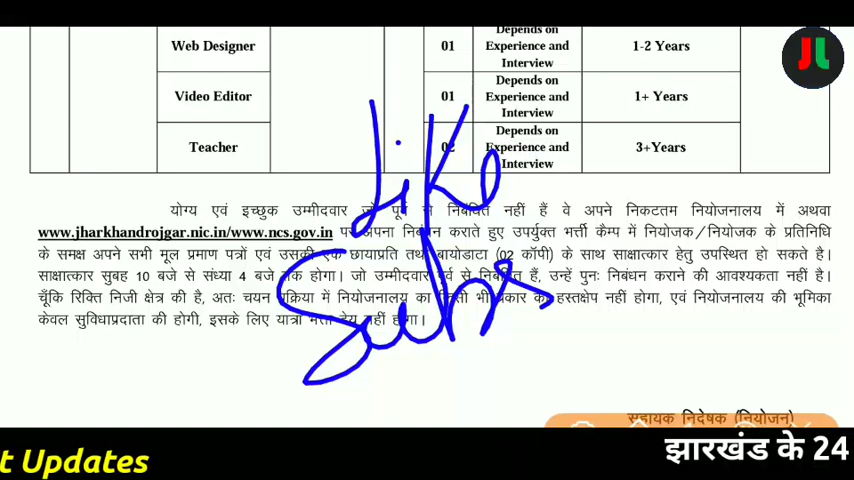 Depends on
Web Designer 01 Experience and 1-2 Years
Interview
Depends on
Video Editor 01 Experience and 1+ Years
Interview
Depends on
Teacher 02 Experience and 3+Years
Interview
JL
Like
Subs
योग्य एवं इच्छुक उम्मीदवार जो पूर्व से निबंधित नहीं हैं वे अपने निकटतम नियोजनालय में अथवा
www.jharkhandrojgar.nic.in/www.ncs.gov.in पर अपना निबंधन कराते हुए उपर्युक्त भर्त्ती कैम्प में नियोजक/नियोजक के प्रतिनिधि
के समक्ष अपने सभी मूल प्रमाण पत्रों एवं उसकी एक छायाप्रति तथा बायोडाटा (02 कॉपी) के साथ साक्षात्कार हेतु उपस्थित हो सकते है।
साक्षात्कार सुबह 10 बजे से संध्या 4 बजे तक होगा। जो उम्मीदवार पूर्व से निबंधित हैं, उन्हें पुनः निबंधन कराने की आवश्यकता नहीं है।
चूँकि रिक्ति निजी क्षेत्र की है, अतः चयन प्रक्रिया में नियोजनालय का किसी भी प्रकार का हस्तक्षेप नहीं होगा, एवं नियोजनालय की भूमिका
केवल सुविधाप्रदाता की होगी, इसके लिए यात्रा भत्ता देय नहीं होगा।
सहायक निदेशक (नियोजन)
झारखंड के 24
t Updates